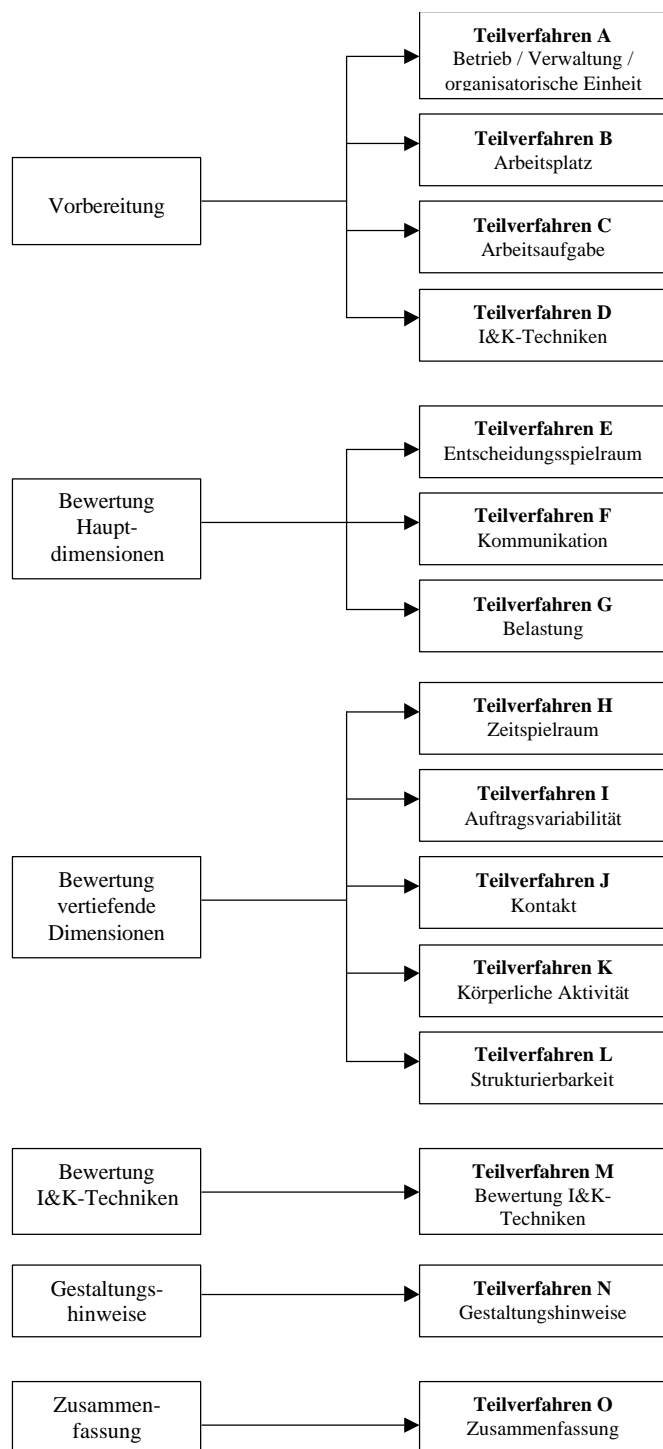 Vorbereitung
Teilverfahren A
Betrieb / Verwaltung /
organisatorische Einheit
Teilverfahren B
Arbeitsplatz
Teilverfahren C
Arbeitsaufgabe
Teilverfahren D
I&K-Techniken
Bewertung
Haupt-
dimensionen
Teilverfahren E
Entscheidungsspielraum
Teilverfahren F
Kommunikation
Teilverfahren G
Belastung
Bewertung
vertiefende
Dimensionen
Teilverfahren H
Zeitspielraum
Teilverfahren I
Auftragsvariabilität
Teilverfahren J
Kontakt
Teilverfahren K
Körperliche Aktivität
Teilverfahren L
Strukturierbarkeit
Bewertung
I&K-Techniken
Teilverfahren M
Bewertung I&K-
Techniken
Gestaltungs-
hinweise
Teilverfahren N
Gestaltungshinweise
Zusammen-
fassung
Teilverfahren O
Zusammenfassung